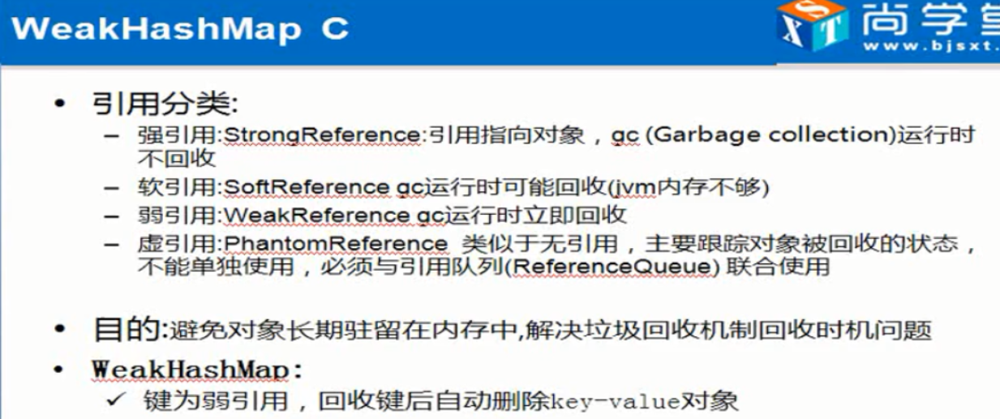 WeakHashMap C
尚学堂
www.bjsxt.
• 引用分类:
– 强引用:StrongReference:引用指向对象，gc (Garbage collection)运行时
不回收
– 软引用:SoftReference gc运行时可能回收(jvm内存不够)
– 弱引用:WeakReference gc运行时立即回收
– 虚引用:PhantomReference 类似于无引用，主要跟踪对象被回收的状态，
不能单独使用，必须与引用队列(ReferenceQueue) 联合使用
• 目的:避免对象长期驻留在内存中,解决垃圾回收机制回收时机问题
• WeakHashMap:
✓ 键为弱引用，回收键后自动删除key-value对象